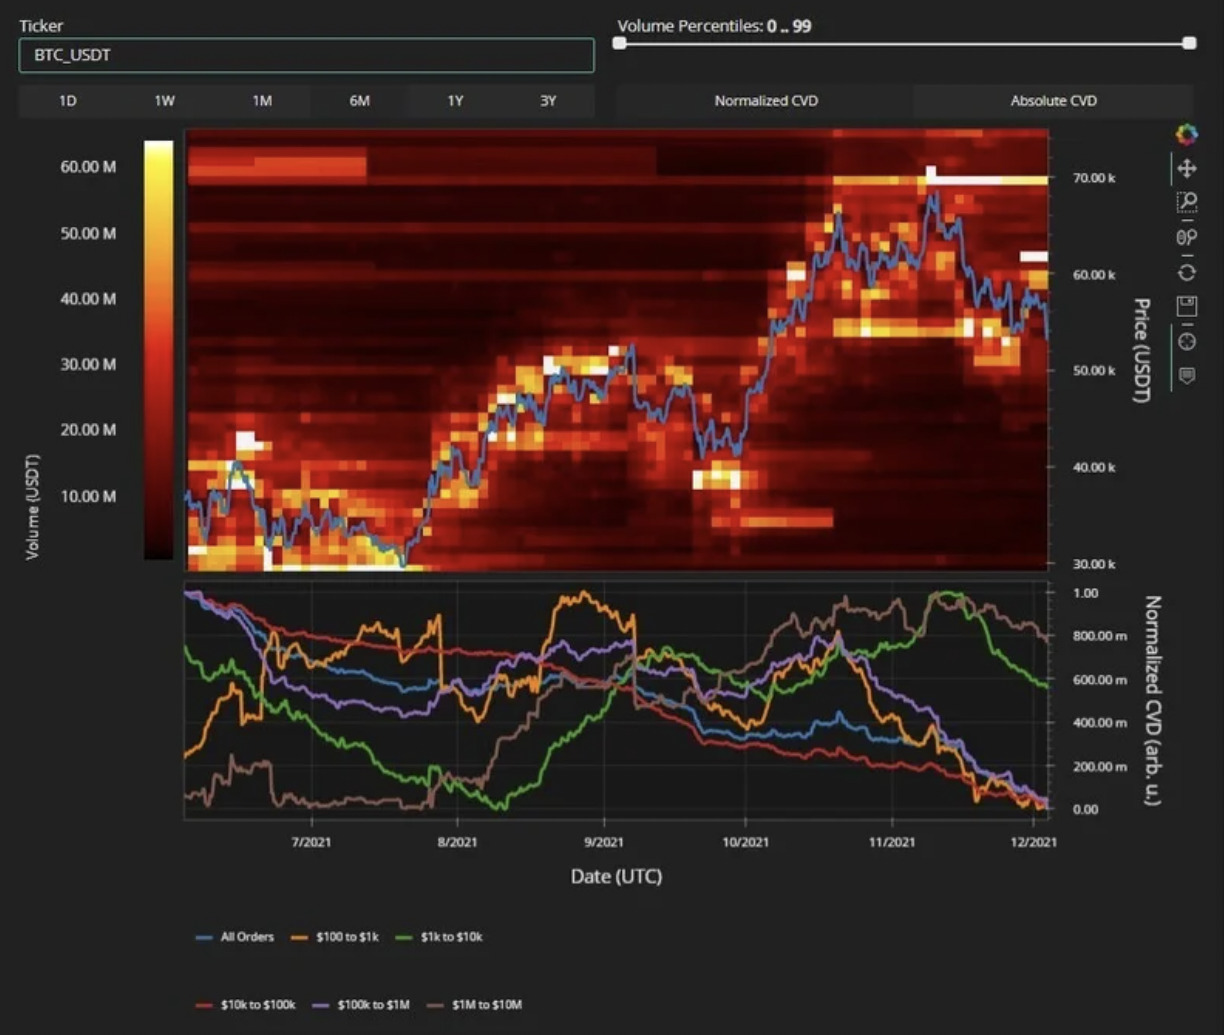 Ticker
Volume Percentiles: 0 .. 99
BTC_USDT
1D 1W 1M 6M 1Y 3Y
Normalized CVD Absolute CVD
60.00 M
50.00 M
40.00 M
30.00 M
20.00 M
10.00 M
Volume (USDT)
70.00 k
60.00 k
50.00 k
40.00 k
30.00 k
Price (USDT)
1.00
800.00 m
600.00 m
400.00 m
200.00 m
0.00
Normalized CVD (arb. u.)
7/2021 8/2021 9/2021 10/2021 11/2021 12/2021
Date (UTC)
All Orders $100 to $1k $1k to $10k
$10k to $100k $100k to $1M $1M to $10M